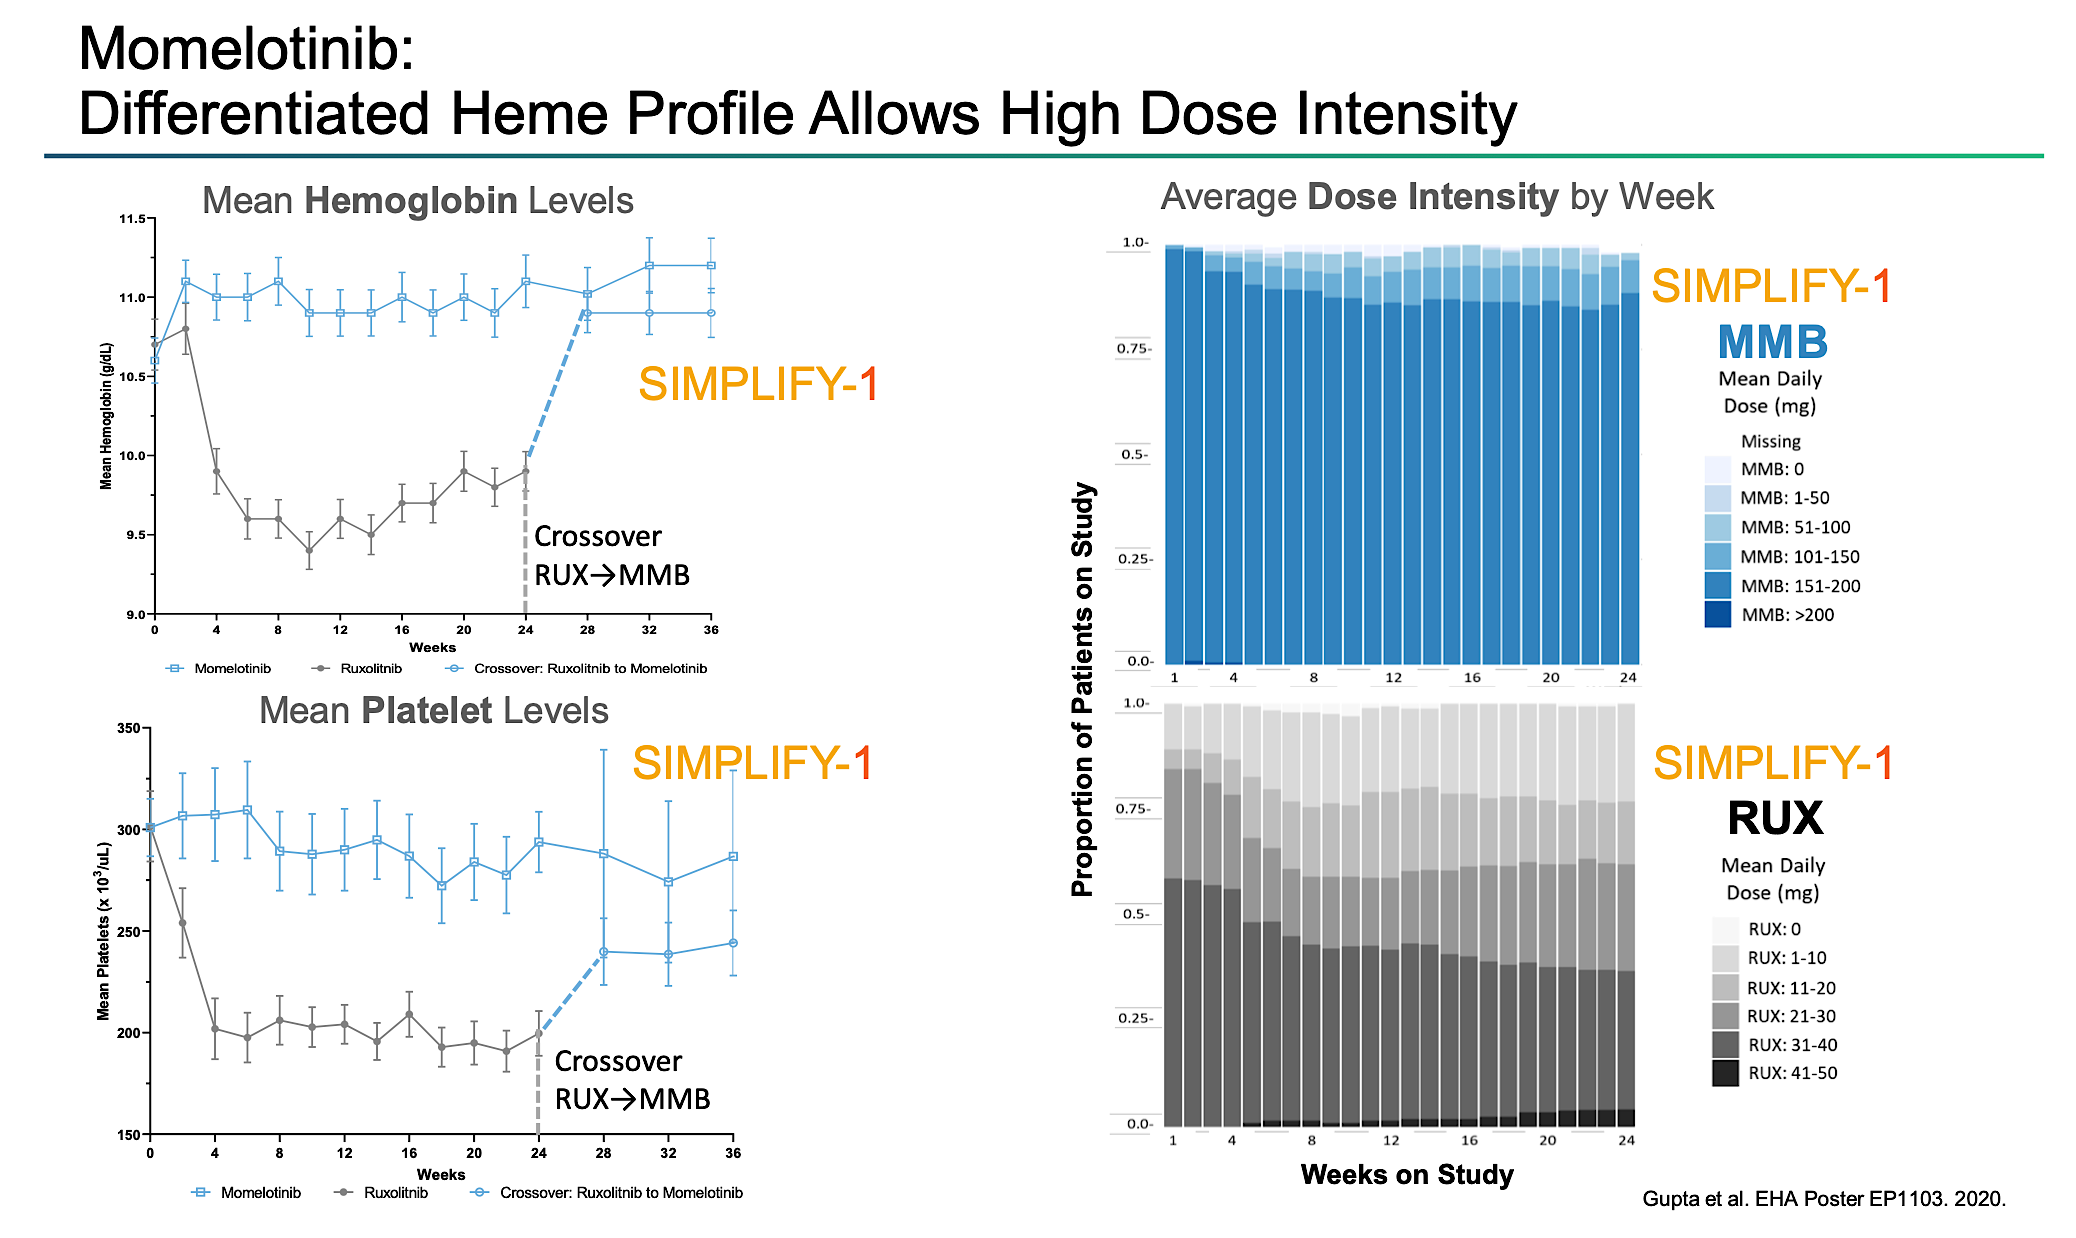 Momelotinib:
Differentiated Heme Profile Allows High Dose Intensity
Mean Hemoglobin Levels
11.5
11.0
10.5
10.0
9.5
9.0
Mean Hemoglobin (g/dL)
SIMPLIFY-1
Crossover
RUX→MMB
0 4 8 12 16 20 24 28 32 36
Weeks
Momelotinib Ruxolitnib Crossover: Ruxolitnib to Momelotinib
Mean Platelet Levels
350
300
250
200
150
Mean Platelets (x 10³/uL)
SIMPLIFY-1
Crossover
RUX→MMB
0 4 8 12 16 20 24 28 32 36
Weeks
Momelotinib Ruxolitnib Crossover: Ruxolitnib to Momelotinib
Average Dose Intensity by Week
Proportion of Patients on Study
1.0-
0.75-
0.5-
0.25-
0.0-
1 4 8 12 16 20 24
SIMPLIFY-1
MMB
Mean Daily
Dose (mg)
Missing
MMB: 0
MMB: 1-50
MMB: 51-100
MMB: 101-150
MMB: 151-200
MMB: >200
1.0-
0.75-
0.5-
0.25-
0.0-
1 4 8 12 16 20 24
Weeks on Study
SIMPLIFY-1
RUX
Mean Daily
Dose (mg)
RUX: 0
RUX: 1-10
RUX: 11-20
RUX: 21-30
RUX: 31-40
RUX: 41-50
Gupta et al. EHA Poster EP1103. 2020.